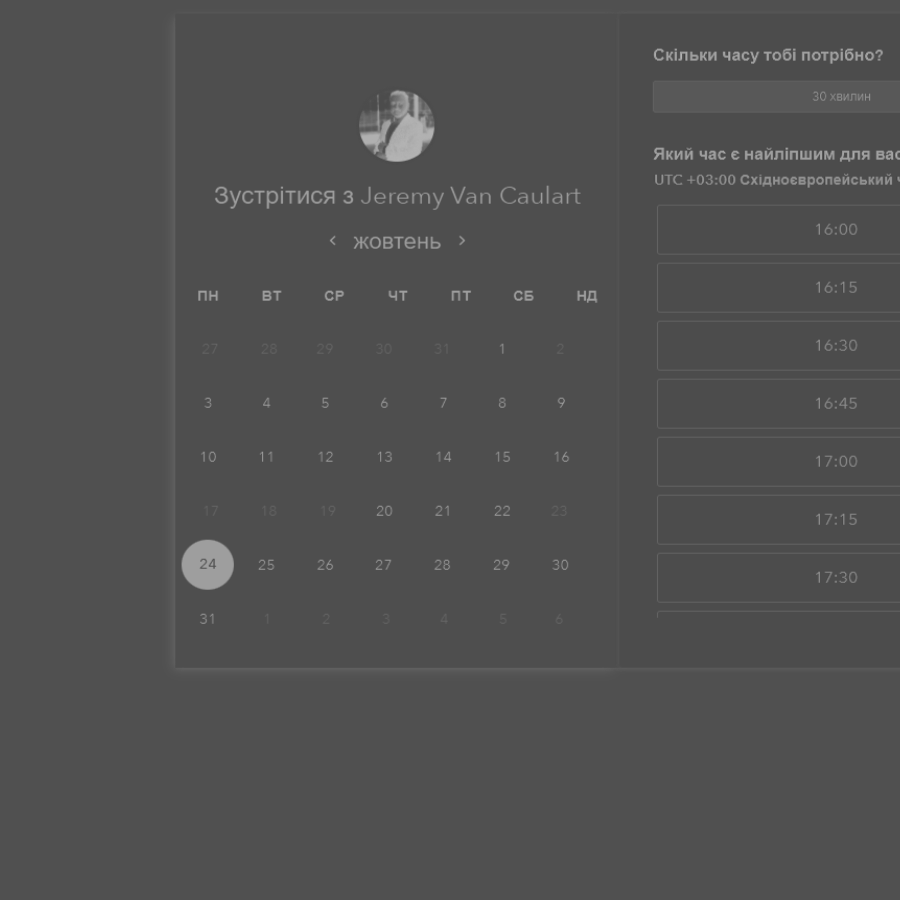 Зустрітися з Jeremy Van Caulart
< жовтень >
ПН ВТ СР ЧТ ПТ СБ НД
27 28 29 30 31 1 2
3 4 5 6 7 8 9
10 11 12 13 14 15 16
17 18 19 20 21 22 23
24 25 26 27 28 29 30
31 1 2 3 4 5 6
Скільки часу тобі потрібно?
30 хвилин
Який час є найліпшим для вас
UTC +03:00 Східноєвропейський
16:00
16:15
16:30
16:45
17:00
17:15
17:30